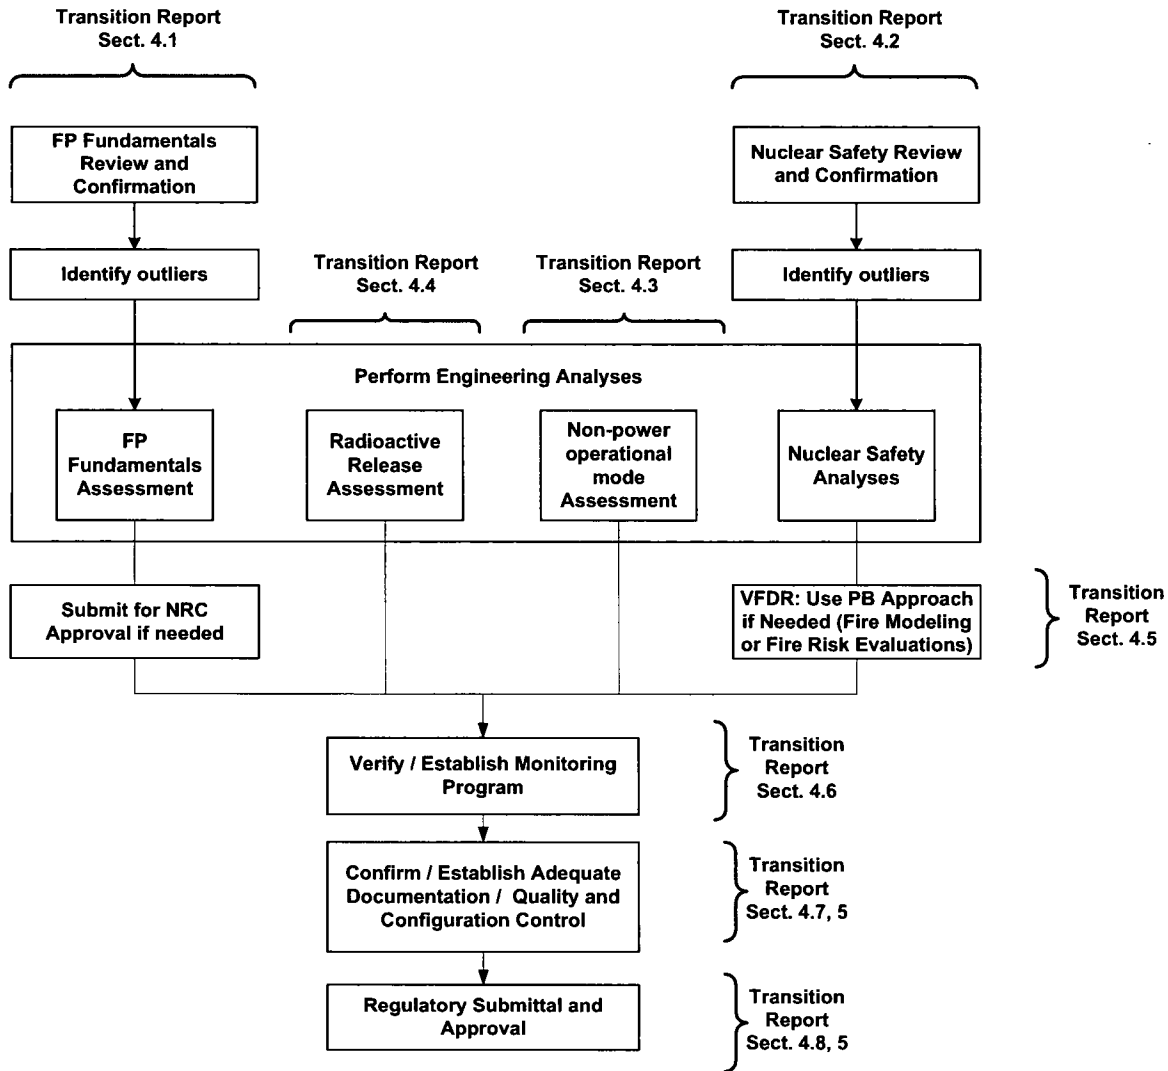 Transition Report
Sect. 4.1
Transition Report
Sect. 4.2
FP Fundamentals
Review and
Confirmation
Nuclear Safety Review
and Confirmation
Identify outliers
Transition Report
Sect. 4.4
Transition Report
Sect. 4.3
Identify outliers
Perform Engineering Analyses
FP
Fundamentals
Assessment
Radioactive
Release
Assessment
Non-power
operational
mode
Assessment
Nuclear Safety
Analyses
Submit for NRC
Approval if needed
VFDR: Use PB Approach
if Needed (Fire Modeling
or Fire Risk Evaluations)
Transition
Report
Sect. 4.5
Verify / Establish Monitoring
Program
Transition
Report
Sect. 4.6
Confirm / Establish Adequate
Documentation / Quality and
Configuration Control
Transition
Report
Sect. 4.7, 5
Regulatory Submittal and
Approval
Transition
Report
Sect. 4.8, 5